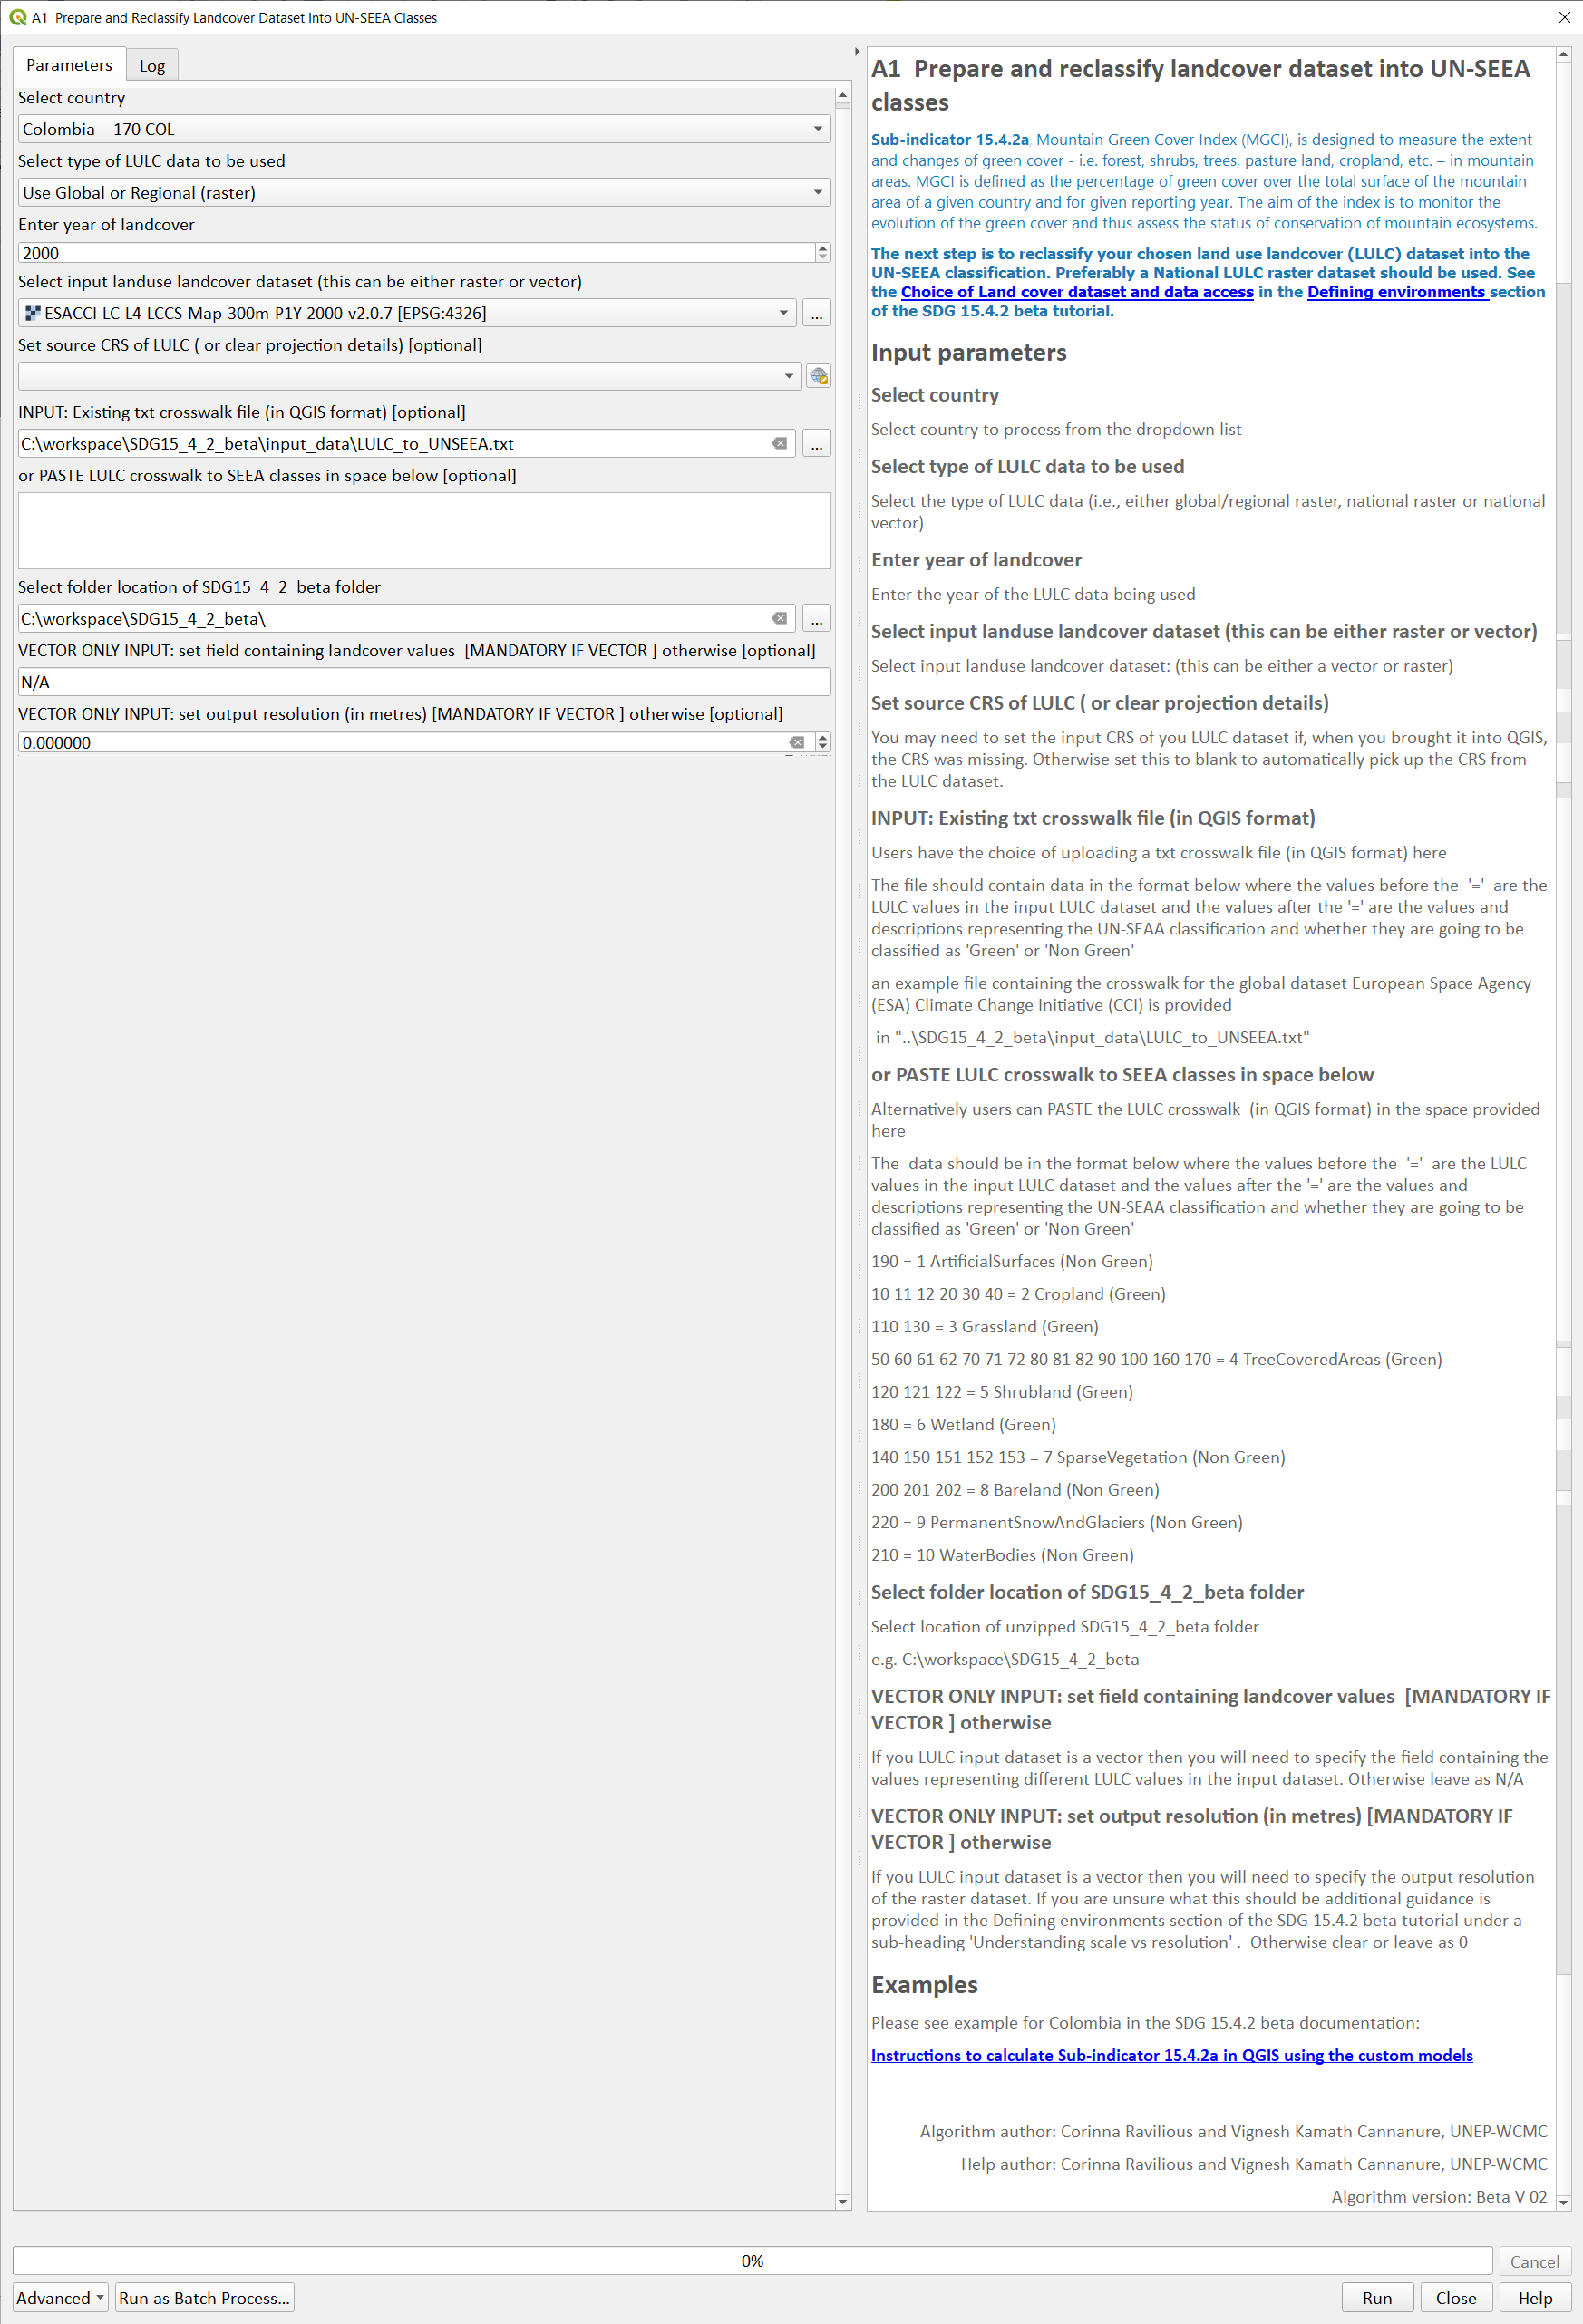 A1 Prepare and Reclassify Landcover Dataset Into UN-SEEA Classes
Parameters
Log
Select country
Colombia 170 COL
Select type of LULC data to be used
Use Global or Regional (raster)
Enter year of landcover
2000
Select input landuse landcover dataset (this can be either raster or vector)
ESACCI-LC-L4-LCCS-Map-300m-P1Y-2000-v2.0.7 [EPSG:4326]
...
Set source CRS of LULC ( or clear projection details) [optional]
INPUT: Existing txt crosswalk file (in QGIS format) [optional]
C:\workspace\SDG15_4_2_beta\input_data\LULC_to_UNSEEA.txt
...
or PASTE LULC crosswalk to SEEA classes in space below [optional]
Select folder location of SDG15_4_2_beta folder
C:\workspace\SDG15_4_2_beta\
...
VECTOR ONLY INPUT: set field containing landcover values [MANDATORY IF VECTOR ] otherwise [optional]
N/A
VECTOR ONLY INPUT: set output resolution (in metres) [MANDATORY IF VECTOR ] otherwise [optional]
0.000000
A1 Prepare and reclassify landcover dataset into UN-SEEA
classes
Sub-indicator 15.4.2a, Mountain Green Cover Index (MGCI), is designed to measure the extent
and changes of green cover - i.e. forest, shrubs, trees, pasture land, cropland, etc. – in mountain
areas. MGCI is defined as the percentage of green cover over the total surface of the mountain
area of a given country and for given reporting year. The aim of the index is to monitor the
evolution of the green cover and thus assess the status of conservation of mountain ecosystems.
The next step is to reclassify your chosen land use landcover (LULC) dataset into the
UN-SEEA classification. Preferably a National LULC raster dataset should be used. See
the Choice of Land cover dataset and data access in the Defining environments section
of the SDG 15.4.2 beta tutorial.
Input parameters
Select country
Select country to process from the dropdown list
Select type of LULC data to be used
Select the type of LULC data (i.e., either global/regional raster, national raster or national
vector)
Enter year of landcover
Enter the year of the LULC data being used
Select input landuse landcover dataset (this can be either raster or vector)
Select input landuse landcover dataset: (this can be either a vector or raster)
Set source CRS of LULC ( or clear projection details)
You may need to set the input CRS of you LULC dataset if, when you brought it into QGIS,
the CRS was missing. Otherwise set this to blank to automatically pick up the CRS from
the LULC dataset.
INPUT: Existing txt crosswalk file (in QGIS format)
Users have the choice of uploading a txt crosswalk file (in QGIS format) here
The file should contain data in the format below where the values before the '=' are the
LULC values in the input LULC dataset and the values after the '=' are the values and
descriptions representing the UN-SEAA classification and whether they are going to be
classified as 'Green' or 'Non Green'
an example file containing the crosswalk for the global dataset European Space Agency
(ESA) Climate Change Initiative (CCI) is provided
in "..\SDG15_4_2_beta\input_data\LULC_to_UNSEEA.txt"
or PASTE LULC crosswalk to SEEA classes in space below
Alternatively users can PASTE the LULC crosswalk (in QGIS format) in the space provided
here
The data should be in the format below where the values before the '=' are the LULC
values in the input LULC dataset and the values after the '=' are the values and
descriptions representing the UN-SEAA classification and whether they are going to be
classified as 'Green' or 'Non Green'
190 = 1 ArtificialSurfaces (Non Green)
10 11 12 20 30 40 = 2 Cropland (Green)
110 130 = 3 Grassland (Green)
50 60 61 62 70 71 72 80 81 82 90 100 160 170 = 4 TreeCoveredAreas (Green)
120 121 122 = 5 Shrubland (Green)
180 = 6 Wetland (Green)
140 150 151 152 153 = 7 SparseVegetation (Non Green)
200 201 202 = 8 Bareland (Non Green)
220 = 9 PermanentSnowAndGlaciers (Non Green)
210 = 10 WaterBodies (Non Green)
Select folder location of SDG15_4_2_beta folder
Select location of unzipped SDG15_4_2_beta folder
e.g. C:\workspace\SDG15_4_2_beta
VECTOR ONLY INPUT: set field containing landcover values [MANDATORY IF
VECTOR ] otherwise
If you LULC input dataset is a vector then you will need to specify the field containing the
values representing different LULC values in the input dataset. Otherwise leave as N/A
VECTOR ONLY INPUT: set output resolution (in metres) [MANDATORY IF
VECTOR ] otherwise
If you LULC input dataset is a vector then you will need to specify the output resolution
of the raster dataset. If you are unsure what this should be additional guidance is
provided in the Defining environments section of the SDG 15.4.2 beta tutorial under a
sub-heading 'Understanding scale vs resolution' . Otherwise clear or leave as 0
Examples
Please see example for Colombia in the SDG 15.4.2 beta documentation:
Instructions to calculate Sub-indicator 15.4.2a in QGIS using the custom models
Algorithm author: Corinna Ravilious and Vignesh Kamath Cannanure, UNEP-WCMC
Help author: Corinna Ravilious and Vignesh Kamath Cannanure, UNEP-WCMC
Algorithm version: Beta V 02
0%
Cancel
Advanced
Run as Batch Process...
Run
Close
Help